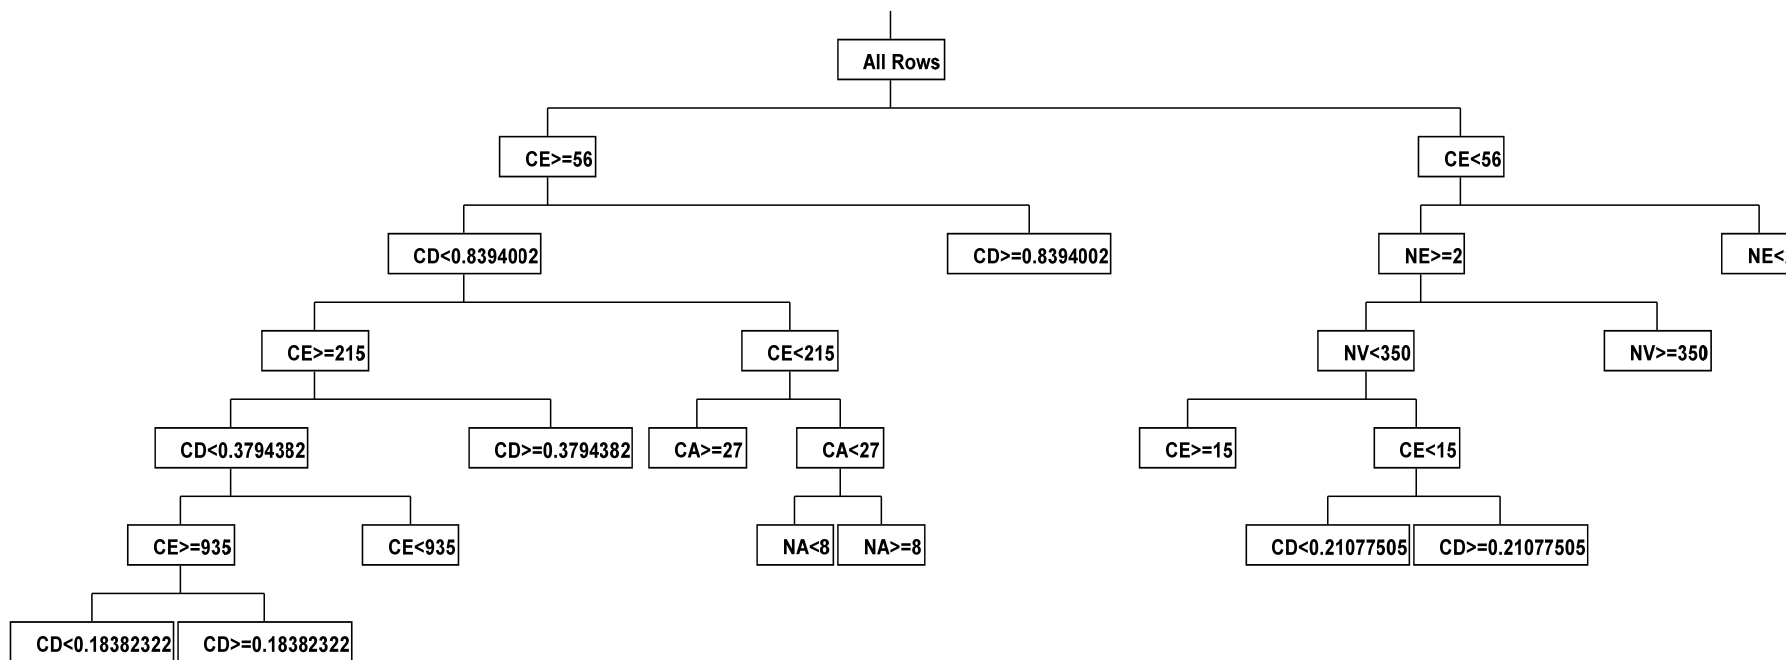 All Rows
CE>=56
CE<56
CD<0.8394002
CD>=0.8394002
NE>=2
NE<
CE>=215
CE<215
NV<350
NV>=350
CD<0.3794382
CD>=0.3794382
CA>=27
CA<27
CE>=15
CE<15
CE>=935
CE<935
NA<8
NA>=8
CD<0.21077505
CD>=0.21077505
CD<0.18382322
CD>=0.18382322